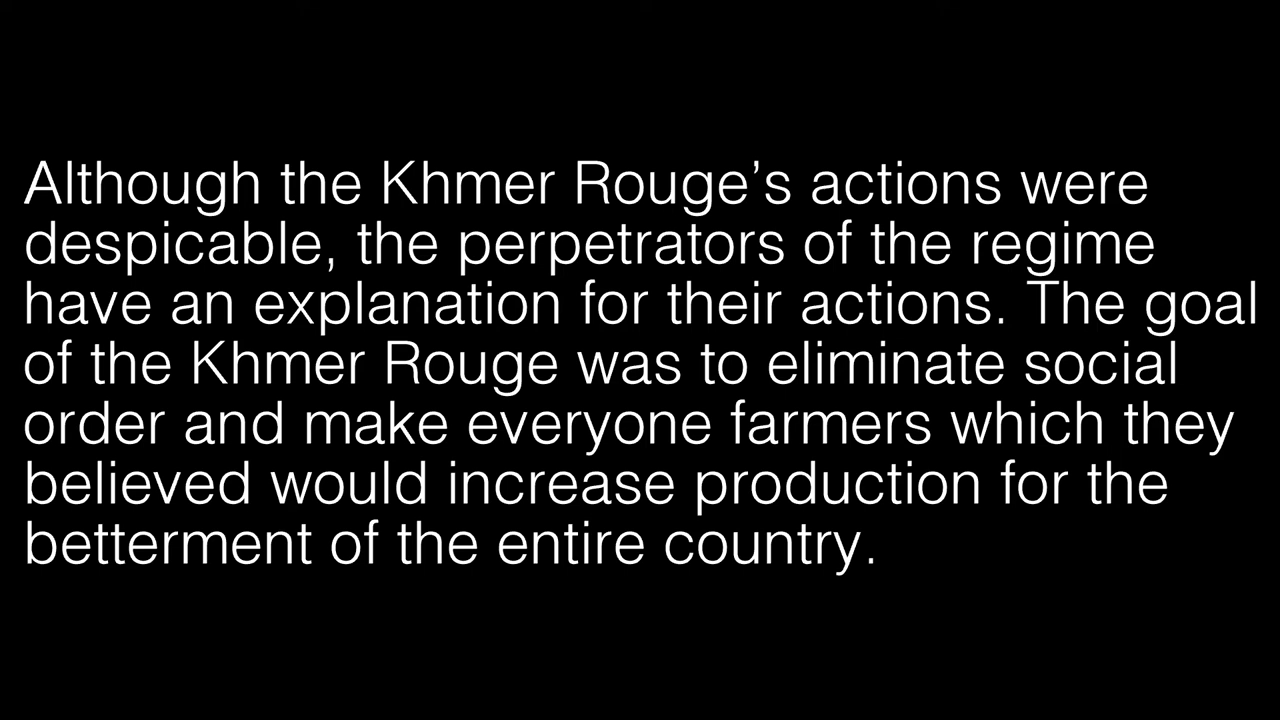 Although the Khmer Rouge’s actions were
despicable, the perpetrators of the regime
have an explanation for their actions. The goal
of the Khmer Rouge was to eliminate social
order and make everyone farmers which they
believed would increase production for the
betterment of the entire country.